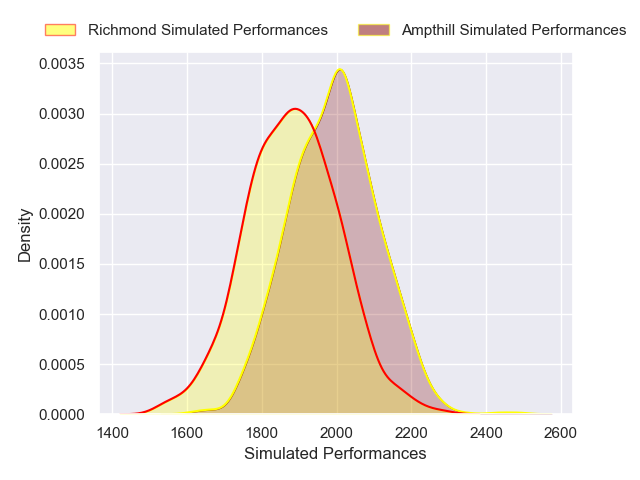 Richmond Simulated Performances Ampthill Simulated Performances
0.0035
0.0030
0.0025
0.0020
0.0015
0.0010
0.0005
0.0000
Density
1400 1600 1800 2000 2200 2400 2600
Simulated Performances